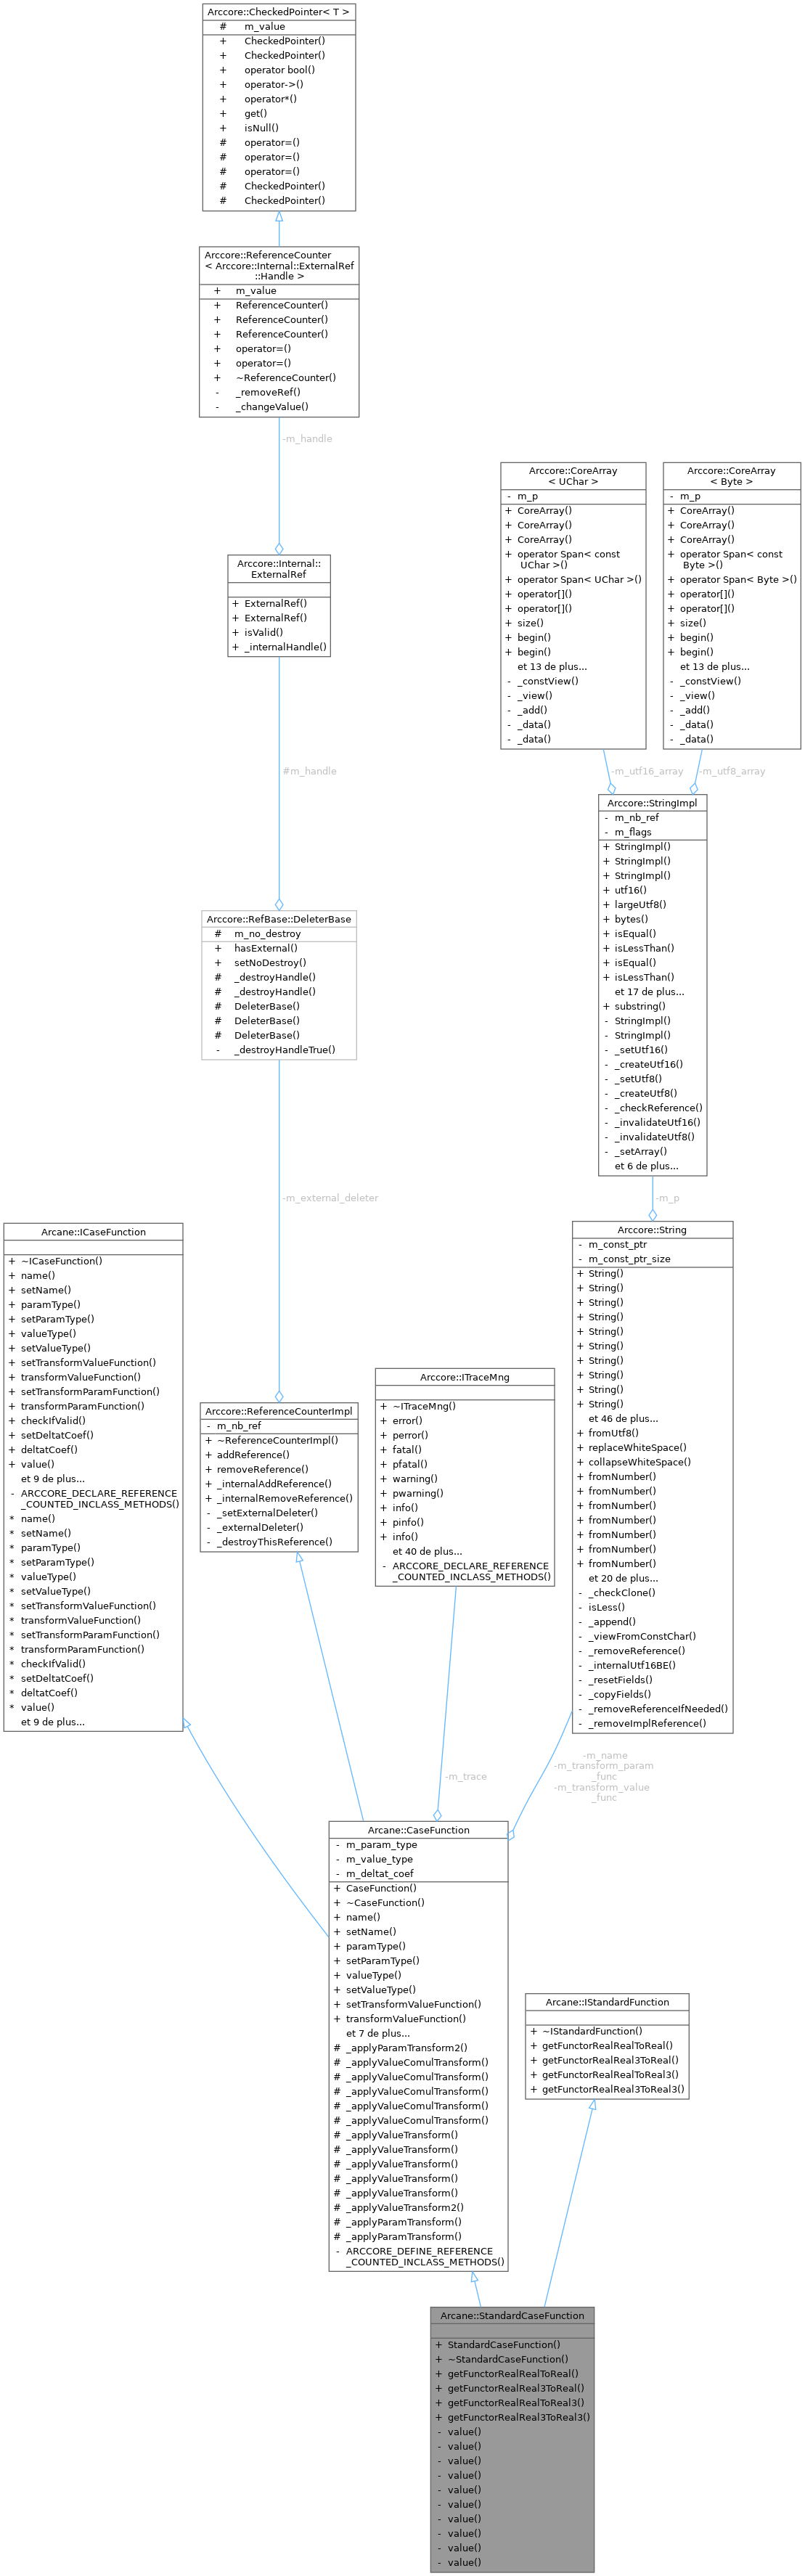 Arccore::CheckedPointer< T >
# m_value
+ CheckedPointer()
+ CheckedPointer()
+ operator bool()
+ operator->()
+ operator*()
+ get()
+ isNull()
# operator=()
# operator=()
# operator=()
# CheckedPointer()
# CheckedPointer()
Arccore::ReferenceCounter
< Arccore::Internal::ExternalRef
::Handle >
+ m_value
+ ReferenceCounter()
+ ReferenceCounter()
+ ReferenceCounter()
+ operator=()
+ operator=()
+ ~ReferenceCounter()
- _removeRef()
- _changeValue()
-m_handle
Arccore::Internal::
ExternalRef
+ ExternalRef()
+ ExternalRef()
+ isValid()
+ _internalHandle()
#m_handle
Arccore::CoreArray
< UChar >
- m_p
+ CoreArray()
+ CoreArray()
+ CoreArray()
+ operator Span< const
UChar >()
+ operator Span< UChar >()
+ operator[]()
+ operator[]()
+ size()
+ begin()
+ begin()
et 13 de plus...
- _constView()
- _view()
- _add()
- _data()
- _data()
-m_utf16_array
Arccore::CoreArray
< Byte >
- m_p
+ CoreArray()
+ CoreArray()
+ CoreArray()
+ operator Span< const
Byte >()
+ operator Span< Byte >()
+ operator[]()
+ operator[]()
+ size()
+ begin()
+ begin()
et 13 de plus...
- _constView()
- _view()
- _add()
- _data()
- _data()
-m_utf8_array
Arccore::StringImpl
- m_nb_ref
- m_flags
+ StringImpl()
+ StringImpl()
+ StringImpl()
+ utf16()
+ largeUtf8()
+ bytes()
+ isEqual()
+ isLessThan()
+ isEqual()
+ isLessThan()
et 17 de plus...
+ substring()
- StringImpl()
- StringImpl()
- _setUtf16()
- _createUtf16()
- _setUtf8()
- _createUtf8()
- _checkReference()
- _invalidateUtf16()
- _invalidateUtf8()
- _setArray()
et 6 de plus...
-m_p
Arccore::RefBase::DeleterBase
# m_no_destroy
+ hasExternal()
+ setNoDestroy()
# _destroyHandle()
# _destroyHandle()
# DeleterBase()
# DeleterBase()
# DeleterBase()
- _destroyHandleTrue()
-m_external_deleter
Arcane::ICaseFunction
+ ~ICaseFunction()
+ name()
+ setName()
+ paramType()
+ setParamType()
+ valueType()
+ setValueType()
+ setTransformValueFunction()
+ transformValueFunction()
+ setTransformParamFunction()
+ transformParamFunction()
+ checkIfValid()
+ setDeltatCoef()
+ deltatCoef()
+ value()
et 9 de plus...
- ARCCORE_DECLARE_REFERENCE
_COUNTED_INCLASS_METHODS()
* name()
* setName()
* paramType()
* setParamType()
* valueType()
* setValueType()
* setTransformValueFunction()
* transformValueFunction()
* setTransformParamFunction()
* transformParamFunction()
* checkIfValid()
* setDeltatCoef()
* deltatCoef()
* value()
et 9 de plus...
Arccore::ReferenceCounterImpl
- m_nb_ref
+ ~ReferenceCounterImpl()
+ addReference()
+ removeReference()
+ _internalAddReference()
+ _internalRemoveReference()
- _setExternalDeleter()
- _externalDeleter()
- _destroyThisReference()
Arccore::ITraceMng
+ ~ITraceMng()
+ error()
+ perror()
+ fatal()
+ pfatal()
+ warning()
+ pwarning()
+ info()
+ pinfo()
+ info()
et 40 de plus...
- ARCCORE_DECLARE_REFERENCE
_COUNTED_INCLASS_METHODS()
-m_trace
Arccore::String
- m_const_ptr
- m_const_ptr_size
+ String()
+ String()
+ String()
+ String()
+ String()
+ String()
+ String()
+ String()
+ String()
+ String()
et 46 de plus...
+ fromUtf8()
+ replaceWhiteSpace()
+ collapseWhiteSpace()
+ fromNumber()
+ fromNumber()
+ fromNumber()
+ fromNumber()
+ fromNumber()
+ fromNumber()
+ fromNumber()
et 20 de plus...
- _checkClone()
- isLess()
- _append()
- _viewFromConstChar()
- _removeReference()
- _internalUtf16BE()
- _resetFields()
- _copyFields()
- _removeReferenceIfNeeded()
- _removeImplReference()
-m_name
-m_transform_param
_func
-m_transform_value
_func
Arcane::CaseFunction
- m_param_type
- m_value_type
- m_deltat_coef
+ CaseFunction()
+ ~CaseFunction()
+ name()
+ setName()
+ paramType()
+ setParamType()
+ valueType()
+ setValueType()
+ setTransformValueFunction()
+ transformValueFunction()
et 7 de plus...
# _applyParamTransform2()
# _applyValueComulTransform()
# _applyValueComulTransform()
# _applyValueComulTransform()
# _applyValueComulTransform()
# _applyValueComulTransform()
# _applyValueTransform()
# _applyValueTransform()
# _applyValueTransform()
# _applyValueTransform()
# _applyValueTransform()
# _applyValueTransform2()
# _applyParamTransform()
# _applyParamTransform()
- ARCCORE_DEFINE_REFERENCE
_COUNTED_INCLASS_METHODS()
Arcane::IStandardFunction
+ ~IStandardFunction()
+ getFunctorRealRealToReal()
+ getFunctorRealReal3ToReal()
+ getFunctorRealRealToReal3()
+ getFunctorRealReal3ToReal3()
Arcane::StandardCaseFunction
+ StandardCaseFunction()
+ ~StandardCaseFunction()
+ getFunctorRealRealToReal()
+ getFunctorRealReal3ToReal()
+ getFunctorRealRealToReal3()
+ getFunctorRealReal3ToReal3()
- value()
- value()
- value()
- value()
- value()
- value()
- value()
- value()
- value()
- value()